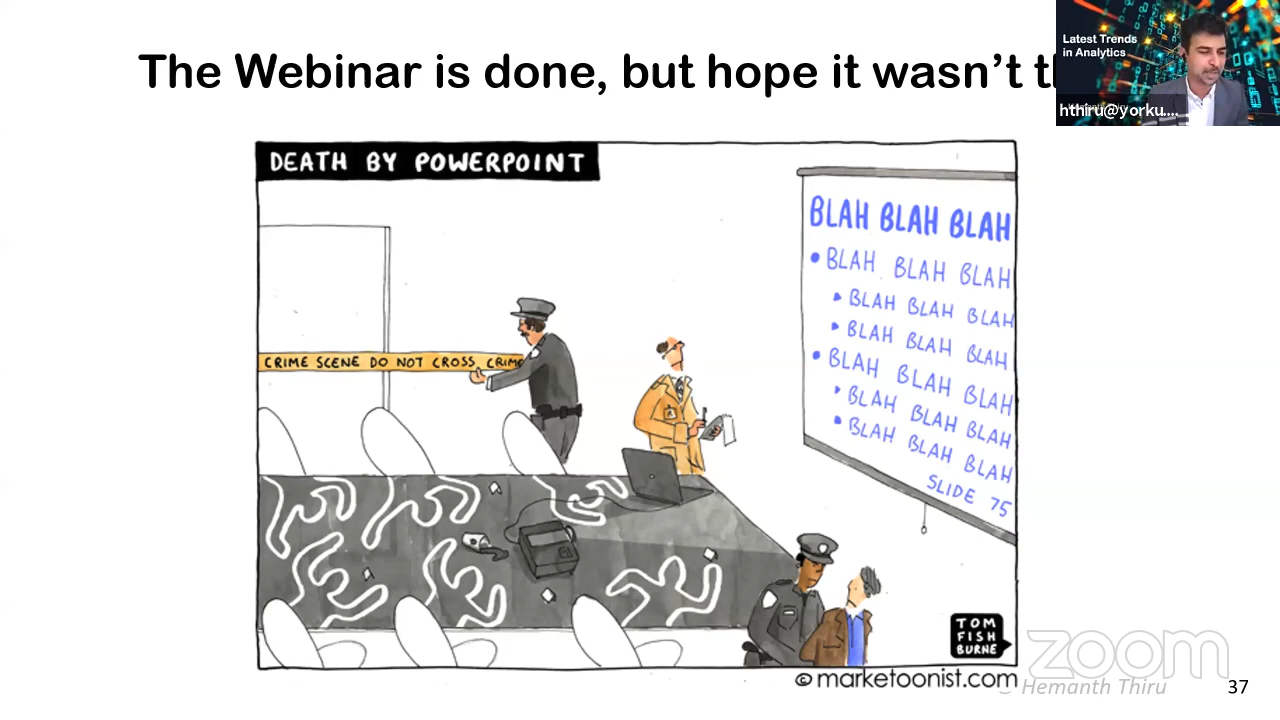 The Webinar is done, but hope it wasn't
Latest Trends
in Analytics
hthiru@yorku....
DEATH BY POWERPOINT
BLAH BLAH BLAH
• BLAH BLAH BLAH
• BLAH BLAH BLAH
• BLAH BLAH BLAH
• BLAH BLAH BLAH
• BLAH BLAH BLAH
• BLAH BLAH BLAH
SLIDE 75
CRIME SCENE DO NOT CROSS CRIME
TOM
FISH
BURNE
© marketoonist.com
zoom
© Hemanth Thiru
37